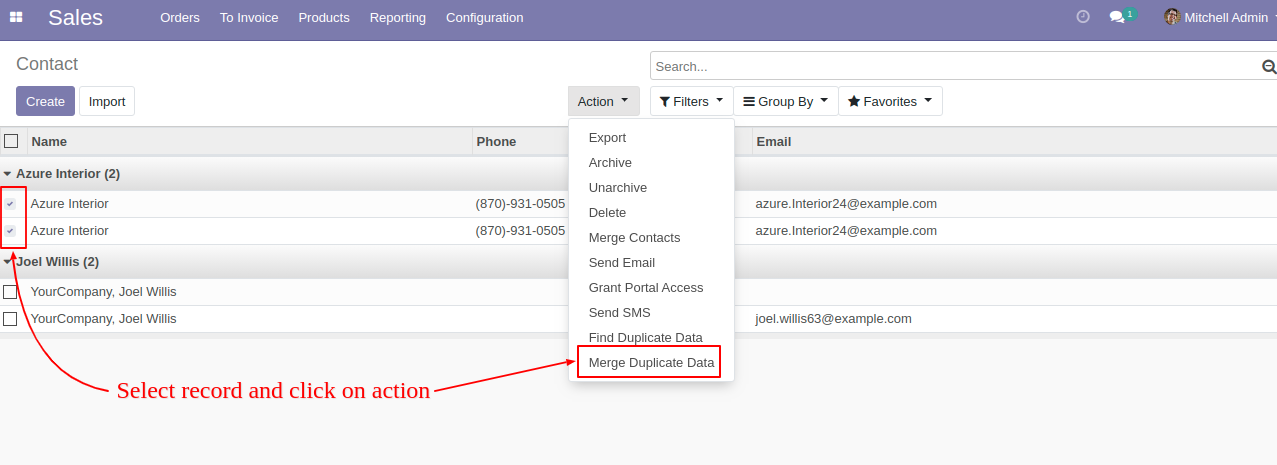 Sales Orders To Invoice Products Reporting Configuration 1 Mitchell Admin
Contact
Search...
Create Import Action Filters Group By Favorites
Name Phone Email
Export
Archive
Unarchive
Delete
Merge Contacts
Send Email
Grant Portal Access
Send SMS
Find Duplicate Data
Merge Duplicate Data
Azure Interior (2)
Azure Interior (870)-931-0505 azure.Interior24@example.com
Azure Interior (870)-931-0505 azure.Interior24@example.com
Joel Willis (2)
YourCompany, Joel Willis
YourCompany, Joel Willis joel.willis63@example.com
Select record and click on action